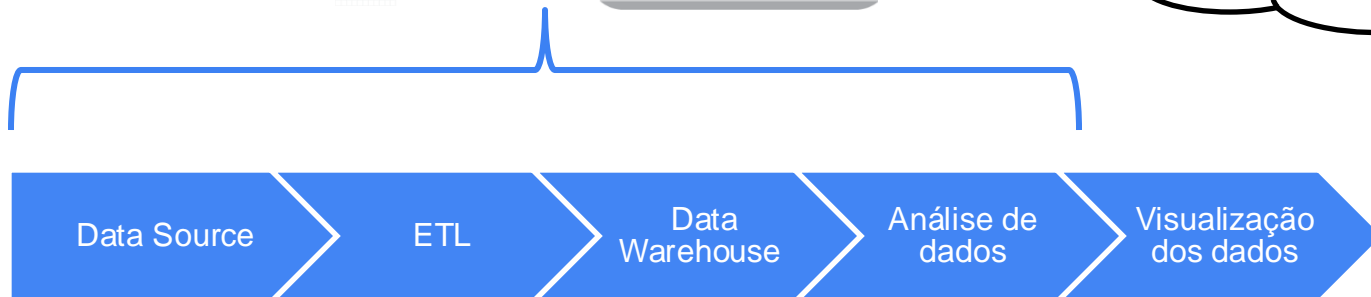 Data Source
ETL
Data
Warehouse
Análise de
dados
Visualização
dos dados